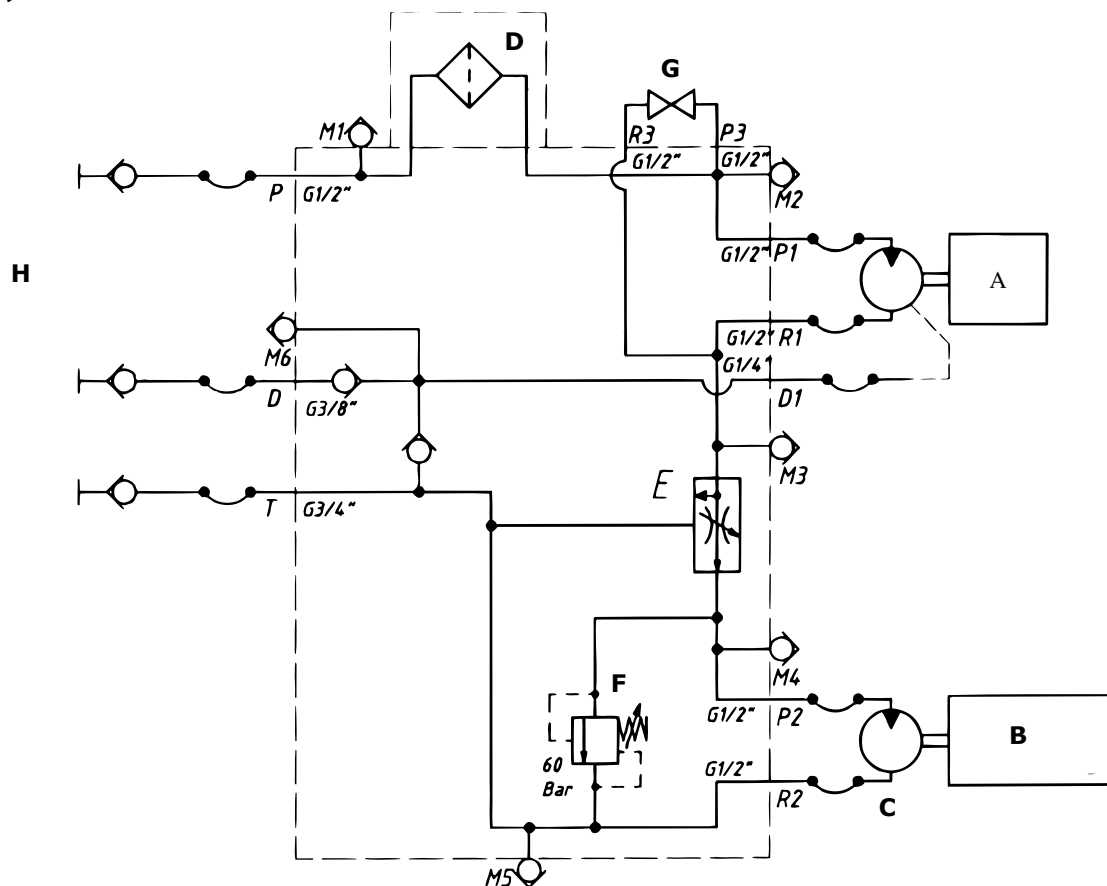 D
G
M1
R3
P3
G1/2"
G1/2"
P
G1/2"
M2
G1/2"
P1
H
A
M6
G1/2"
R1
G1/4"
D
G3/8"
D1
M3
E
T
G3/4"
M4
F
G1/2"
P2
B
60
Bar
G1/2"
R2
C
M5